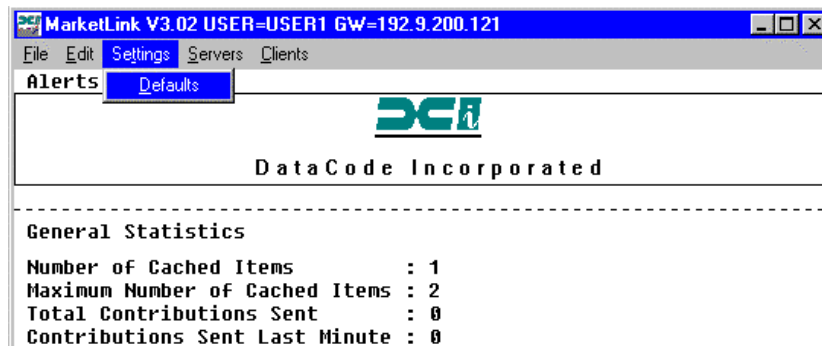 MarketLink V3.02 USER=USER1 GW=192.9.200.121
File Edit Settings Servers Clients
Alerts Defaults
DCi
DataCode Incorporated
General Statistics
Number of Cached Items : 1
Maximum Number of Cached Items : 2
Total Contributions Sent : 0
Contributions Sent Last Minute : 0